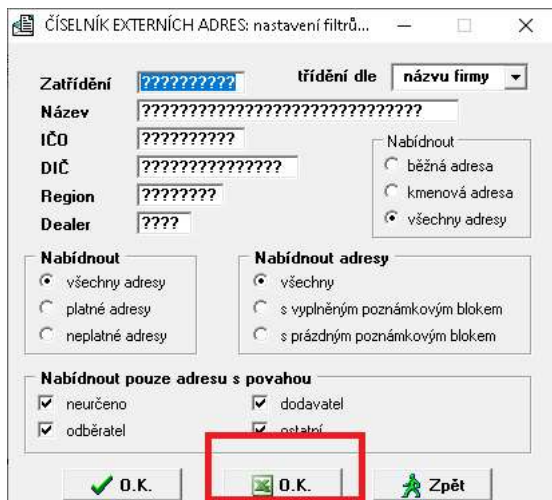 ČÍSELNÍK EXTERNÍCH ADRES: nastavení filtrů...
Zatřídění ?????????? třídění dle názvu firmy
Název ??????????????????????????????
IČO ??????????
DIČ ???????????????
Region ????????
Dealer ????
Nabídnout
běžná adresa
kmenová adresa
všechny adresy
Nabídnout
všechny adresy
platné adresy
neplatné adresy
Nabídnout adresy
všechny
s vyplněným poznámkovým blokem
s prázdným poznámkovým blokem
Nabídnout pouze adresu s povahou
neurčeno dodavatel
odběratel ostatní
O.K. O.K. Zpět